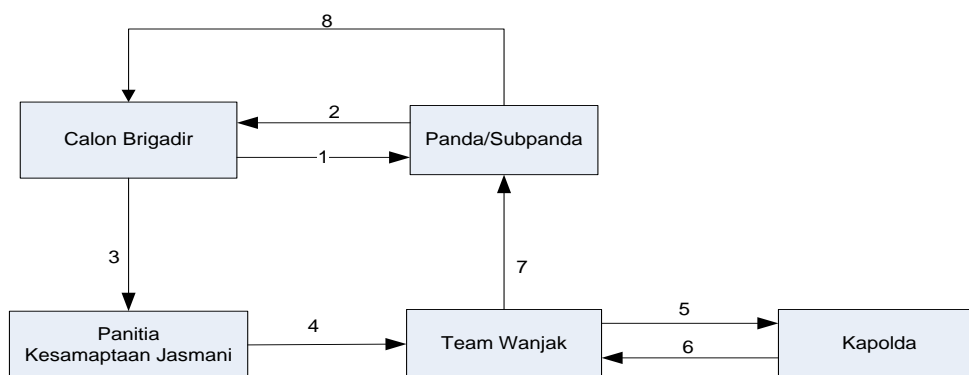 8
2
Calon Brigadir
Panda/Subpanda
1
3
7
4
5
Panitia
Kesamaptaan Jasmani
Team Wanjak
Kapolda
6